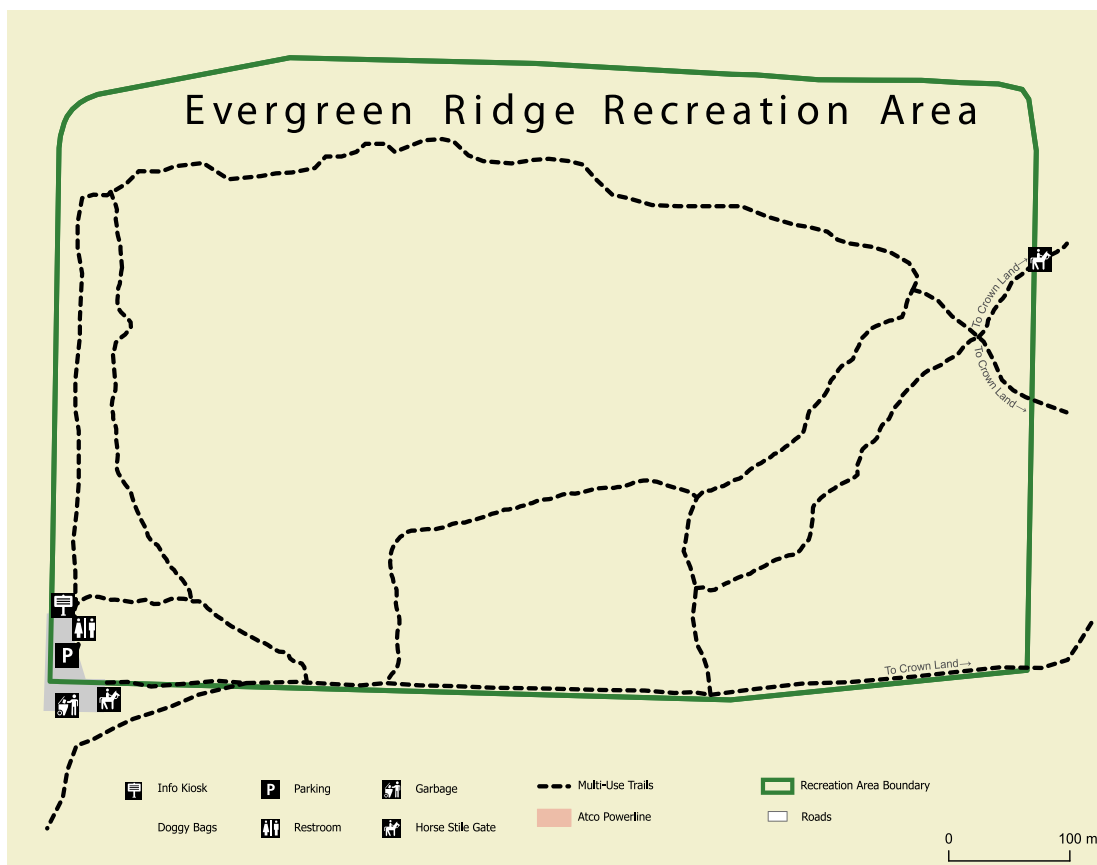 Evergreen Ridge Recreation Area
To Crown Land→
To Crown Land→
To Crown Land→
P
Info Kiosk
P Parking
Garbage
Multi-Use Trails
Recreation Area Boundary
Doggy Bags
Restroom
Horse Stile Gate
Atco Powerline
Roads
0 100 m